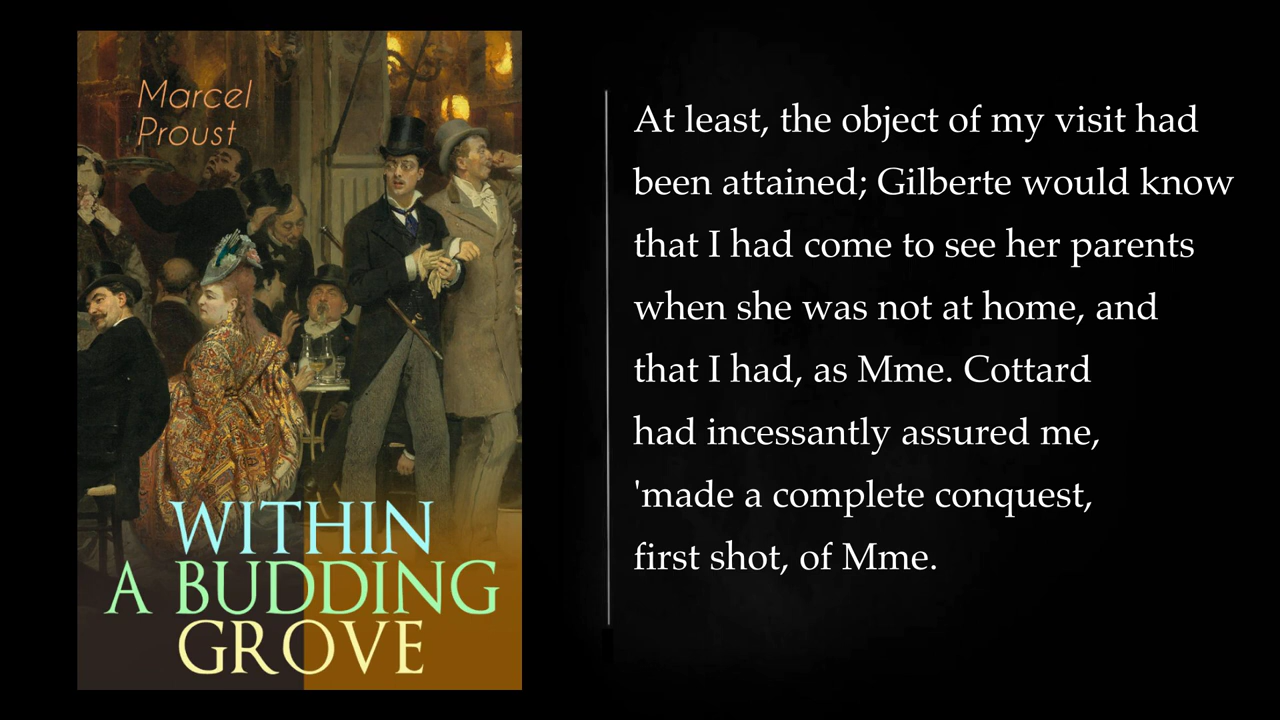 Marcel
Proust
WITHIN
A BUDDING
GROVE
At least, the object of my visit had
been attained; Gilberte would know
that I had come to see her parents
when she was not at home, and
that I had, as Mme. Cottard
had incessantly assured me,
'made a complete conquest,
first shot, of Mme.